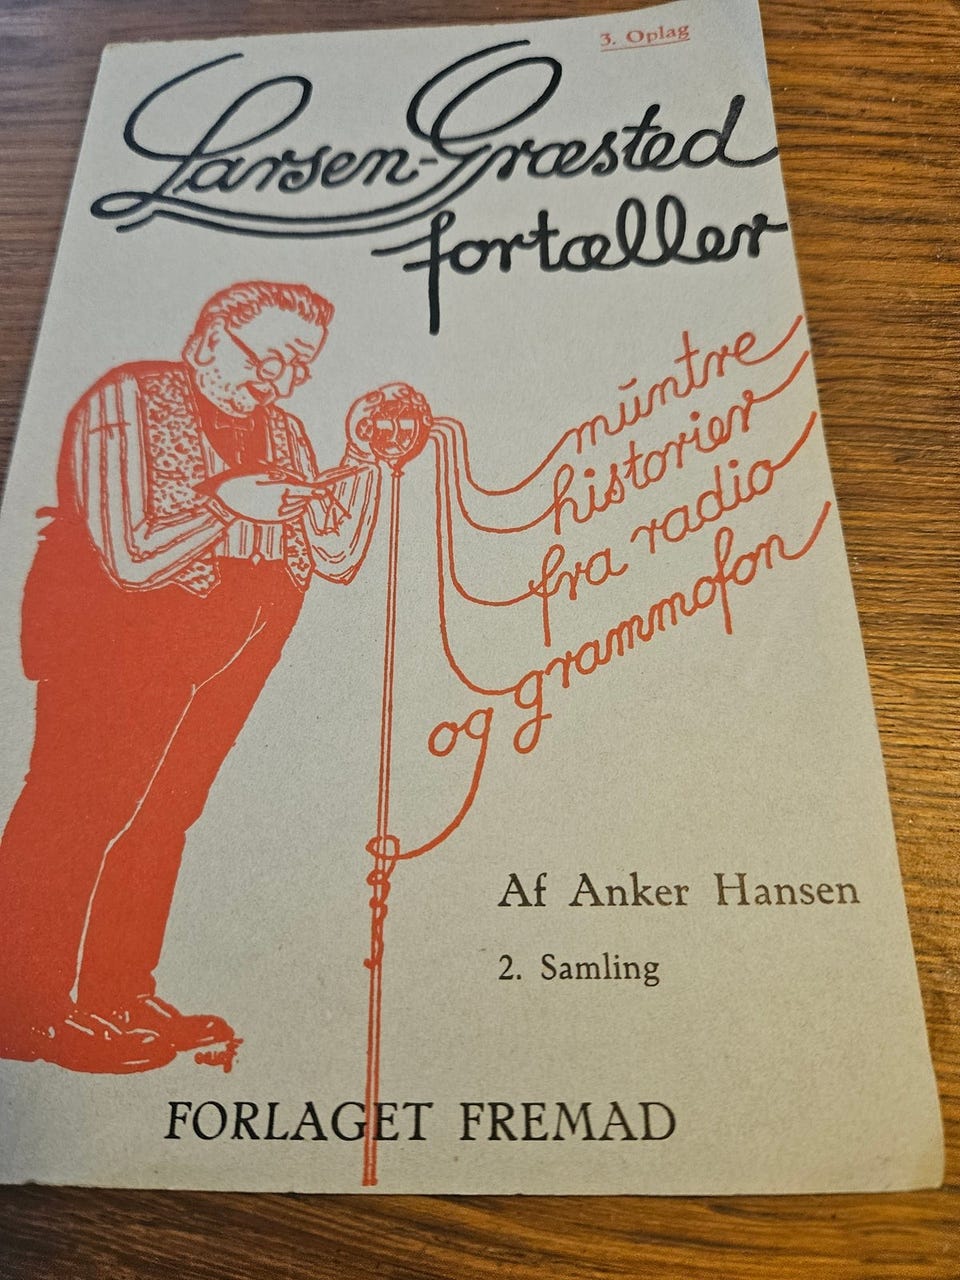 3. Oplag
Larsen-Græsted
fortæller
muntre
historier
fra radio
og grammofon
Af Anker Hansen
2. Samling
FORLAGET FREMAD